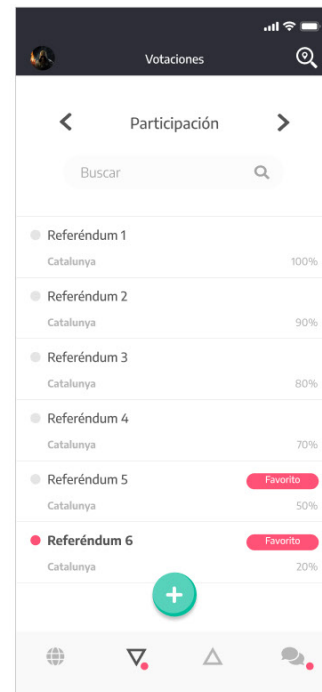 Votaciones
Participación
Buscar
Referéndum 1
Catalunya 100%
Referéndum 2
Catalunya 90%
Referéndum 3
Catalunya 80%
Referéndum 4
Catalunya 70%
Referéndum 5 Favorito
Catalunya 50%
Referéndum 6 Favorito
Catalunya 20%
+